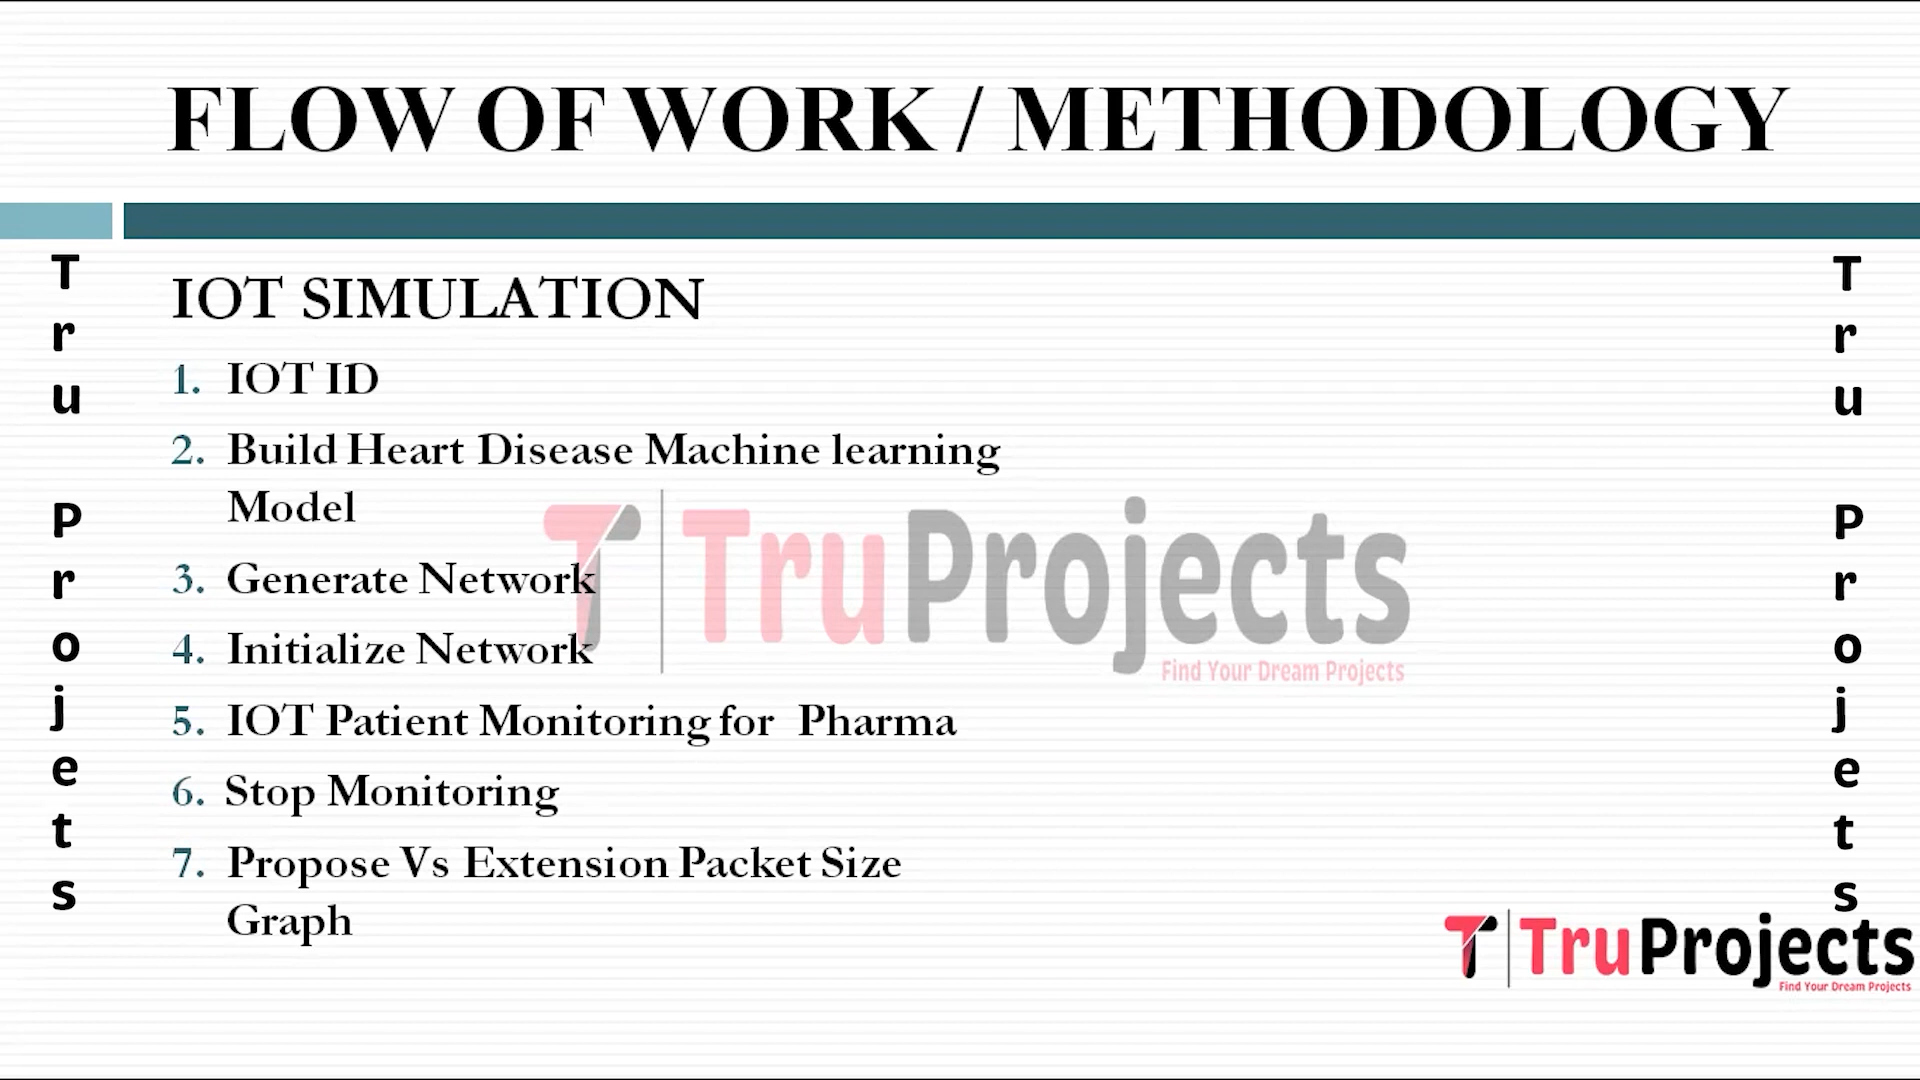 FLOW OF WORK / METHODOLOGY
IOT SIMULATION
1. IOT ID
2. Build Heart Disease Machine learning
Model
3. Generate Network
4. Initialize Network
5. IOT Patient Monitoring for Pharma
6. Stop Monitoring
7. Propose Vs Extension Packet Size
Graph
Tru Projets
Tru Projets
TruProjects
Find Your Dream Projects
TruProjects
Find Your Dream Projects